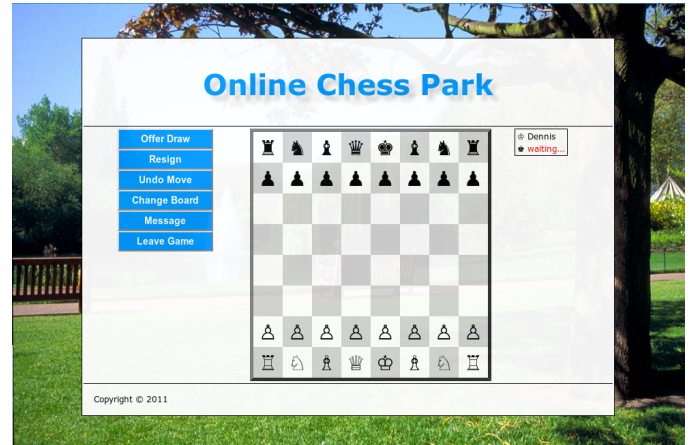 Online Chess Park
Offer Draw
Resign
Undo Move
Change Board
Message
Leave Game
Dennis
waiting...
Copyright © 2011